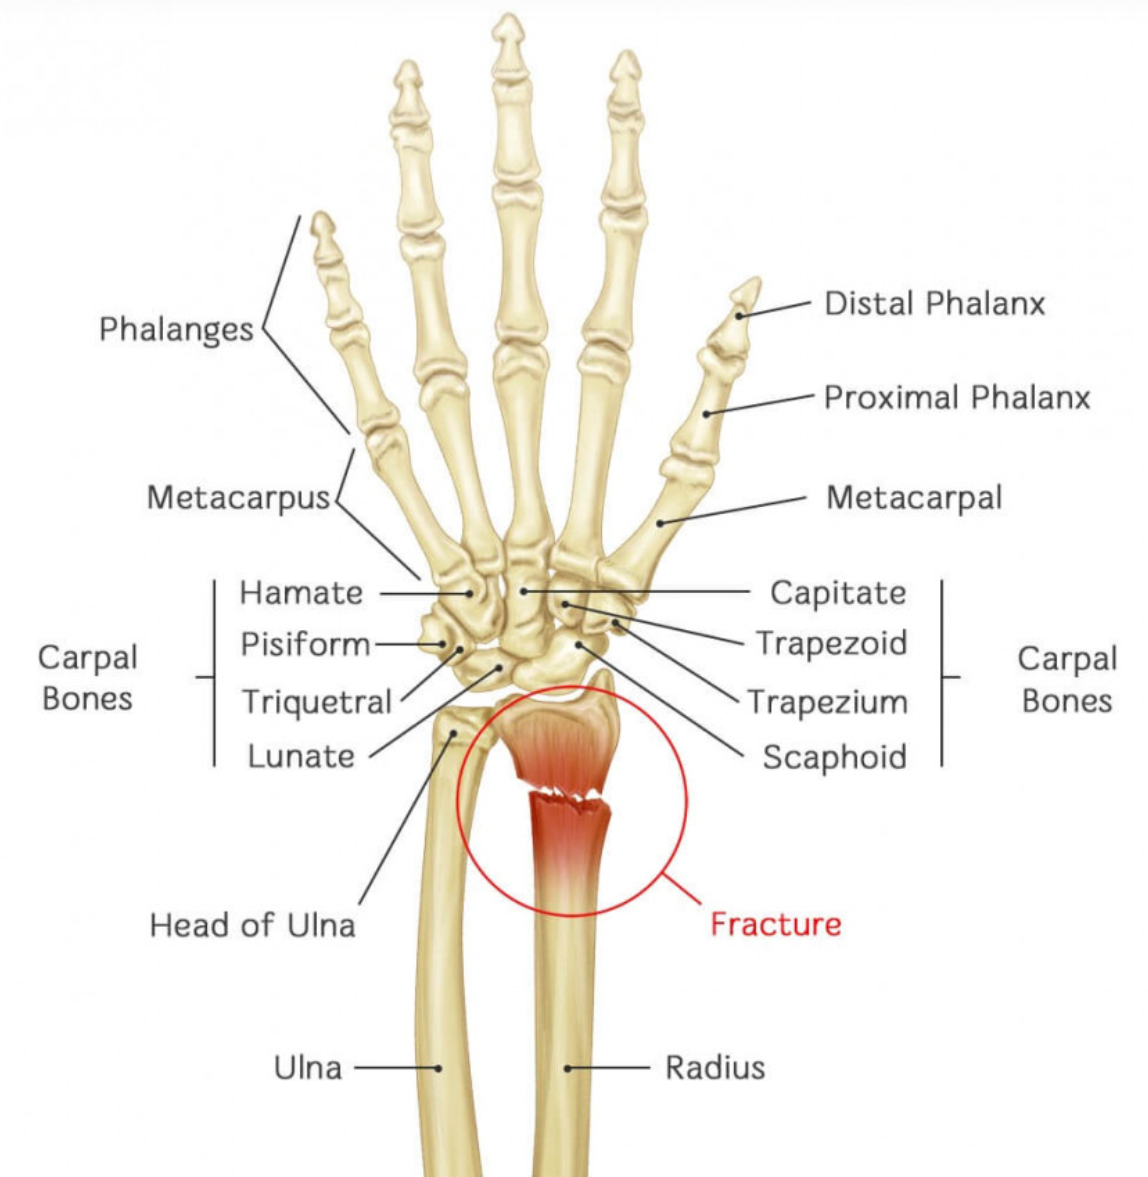 Phalanges
Distal Phalanx
Proximal Phalanx
Metacarpus
Metacarpal
Hamate
Capitate
Pisiform
Trapezoid
Carpal
Bones
Carpal
Bones
Triquetral
Trapezium
Lunate
Scaphoid
Head of Ulna
Fracture
Ulna
Radius